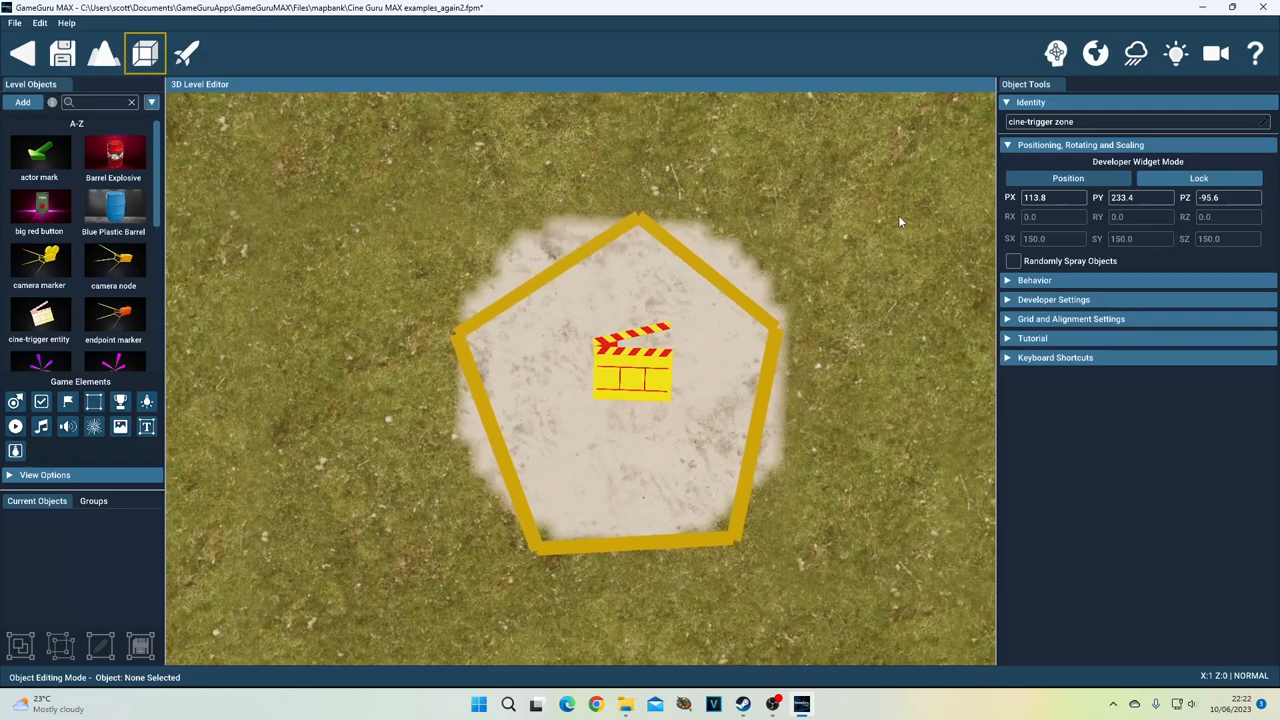 GameGuru MAX - C:\Users\scott\Documents\GameGuruApps\GameGuruMAX\Files\mapbank\Cine Guru MAX examples_again2.fpm*
File Edit Help
Level Objects
3D Level Editor
Object Tools
Add
Identity
cine-trigger zone
A-Z
actor mark
Barrel Explosive
big red button
Blue Plastic Barrel
camera marker
camera node
cine-trigger entity
endpoint marker
Game Elements
View Options
Current Objects Groups
Positioning, Rotating and Scaling
Developer Widget Mode
Position Lock
PX 113.8 PY 233.4 PZ -95.6
RX 0.0 RY 0.0 RZ 0.0
SX 150.0 SY 150.0 SZ 150.0
Randomly Spray Objects
Behavior
Developer Settings
Grid and Alignment Settings
Tutorial
Keyboard Shortcuts
Object Editing Mode - Object: None Selected
X:1 Z:0 | NORMAL
23°C
Mostly cloudy
22:22
10/06/2023